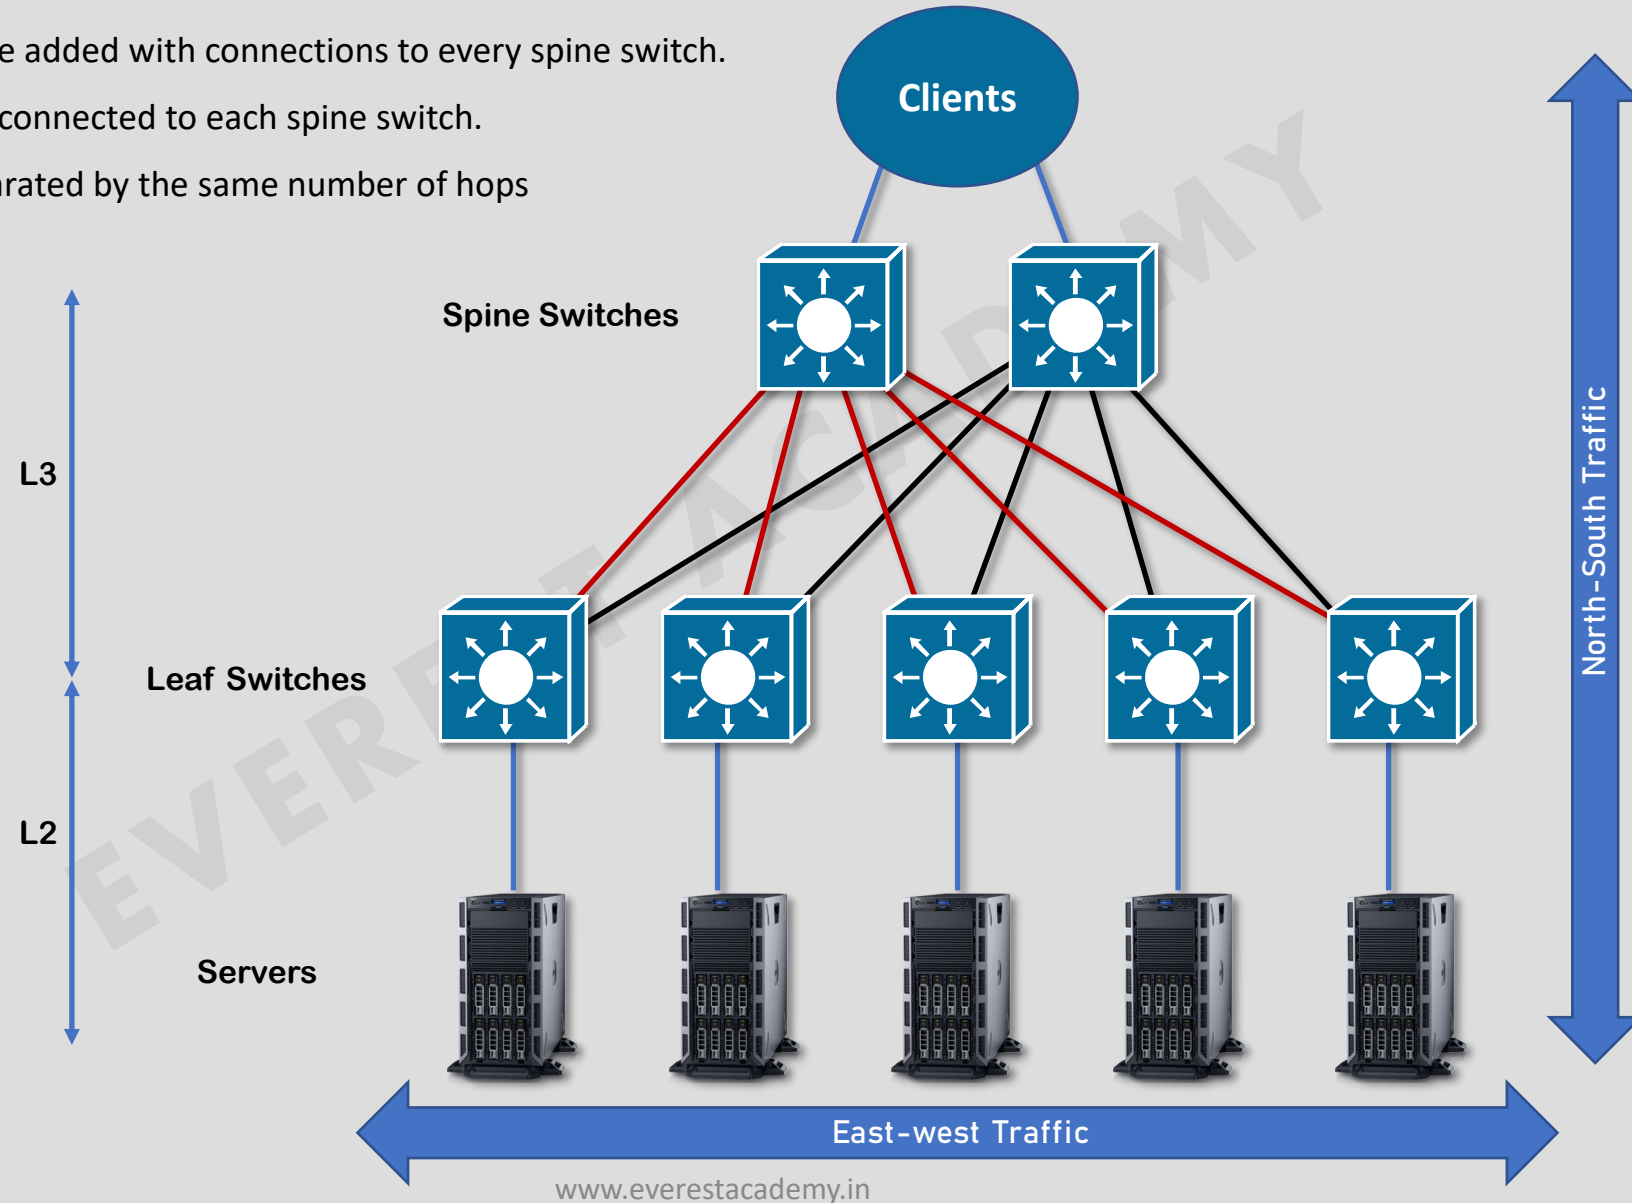 e added with connections to every spine switch.
connected to each spine switch.
arated by the same number of hops
Clients
Spine Switches
L3
North-South Traffic
Leaf Switches
L2
Servers
East-west Traffic
www.everestacademy.in
EVEREST ACADEMY